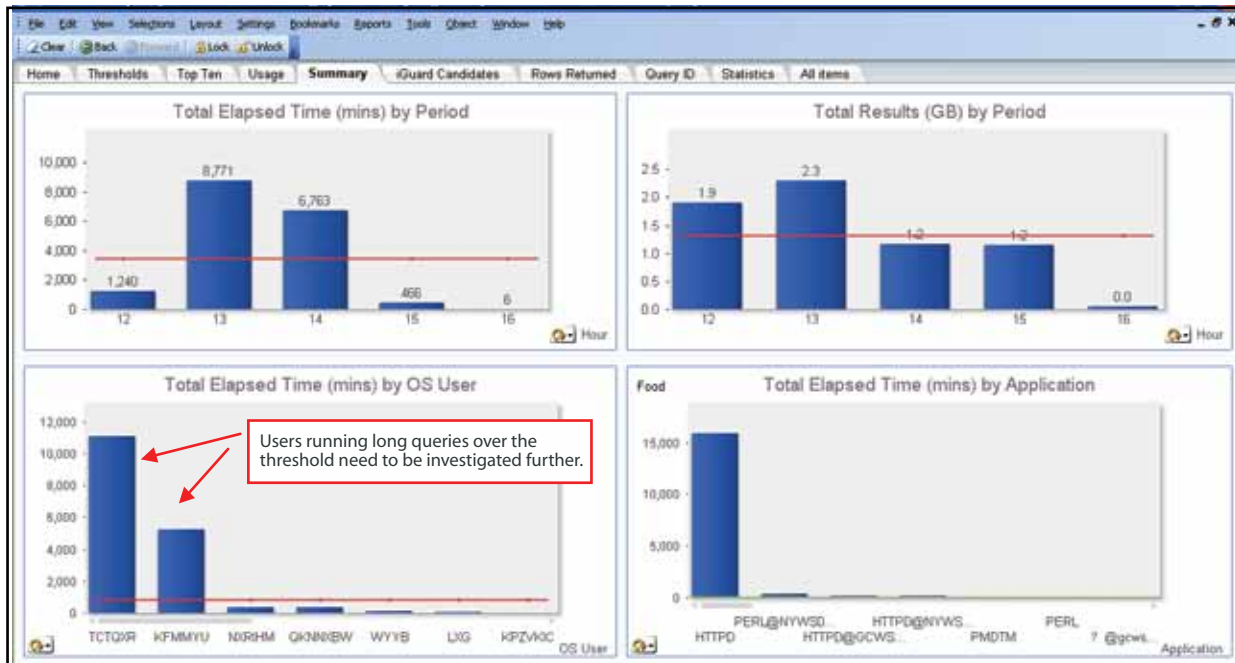 File Edit View Selections Layout Settings Bookmarks Reports Tools Object Window Help
Clear Back Forward Lock Unlock
Home Thresholds Top Ten Usage Summary iGuard Candidates Rows Returned Query ID Statistics All items
Total Elapsed Time (mins) by Period
10,000
8,000
6,000
4,000
2,000
0
1,240
8,771
6,763
466
6
12 13 14 15 16
Hour
Total Results (GB) by Period
2.5
2.0
1.5
1.0
0.5
0.0
1.9
2.3
1.2
1.2
0.0
12 13 14 15 16
Hour
Total Elapsed Time (mins) by OS User
12,000
10,000
8,000
6,000
4,000
2,000
0
Users running long queries over the
threshold need to be investigated further.
TCTQXR KFMMYU NXRIHM QKNNXBW WYYB LXG KPZVKIC
OS User
Food
Total Elapsed Time (mins) by Application
15,000
10,000
5,000
0
PERL@NYWSD... HTTPD@NYWS... PERL
HTTPD HTTPD@GCWS... PMDTM ? @gcws...
Application